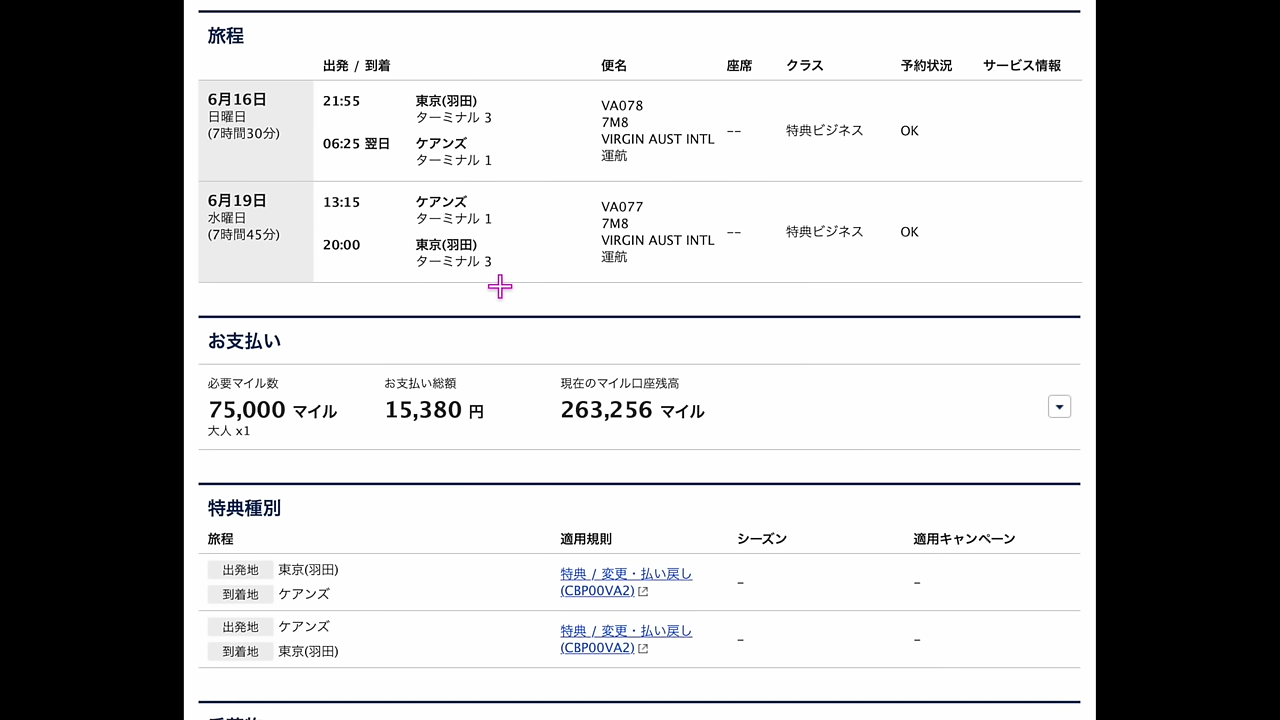 旅程
出発 / 到着 便名 座席 クラス 予約状況 サービス情報
6月16日
日曜日
(7時間30分)
21:55 東京(羽田)
ターミナル 3
06:25 翌日 ケアンズ
ターミナル 1
VA078
7M8
VIRGIN AUST INTL
運航
-- 特典ビジネス OK
6月19日
水曜日
(7時間45分)
13:15 ケアンズ
ターミナル 1
20:00 東京(羽田)
ターミナル 3
VA077
7M8
VIRGIN AUST INTL
運航
-- 特典ビジネス OK
お支払い
必要マイル数 お支払い総額 現在のマイル口座残高
75,000 マイル 15,380 円 263,256 マイル
大人 x1
特典種別
旅程 適用規則 シーズン 適用キャンペーン
出発地 東京(羽田)
到着地 ケアンズ
特典 / 変更・払い戻し
(CBP00VA2)
– –
出発地 ケアンズ
到着地 東京(羽田)
特典 / 変更・払い戻し
(CBP00VA2)
– –